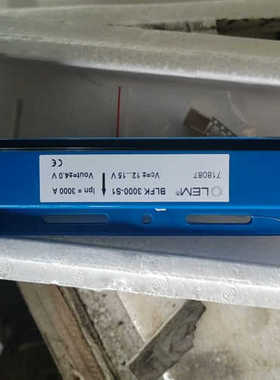 LEM® BLFK 3000-S1
Ipn = 3000 A
Vc=± 12...15 V
Vout=±4.0 V
718087
CE